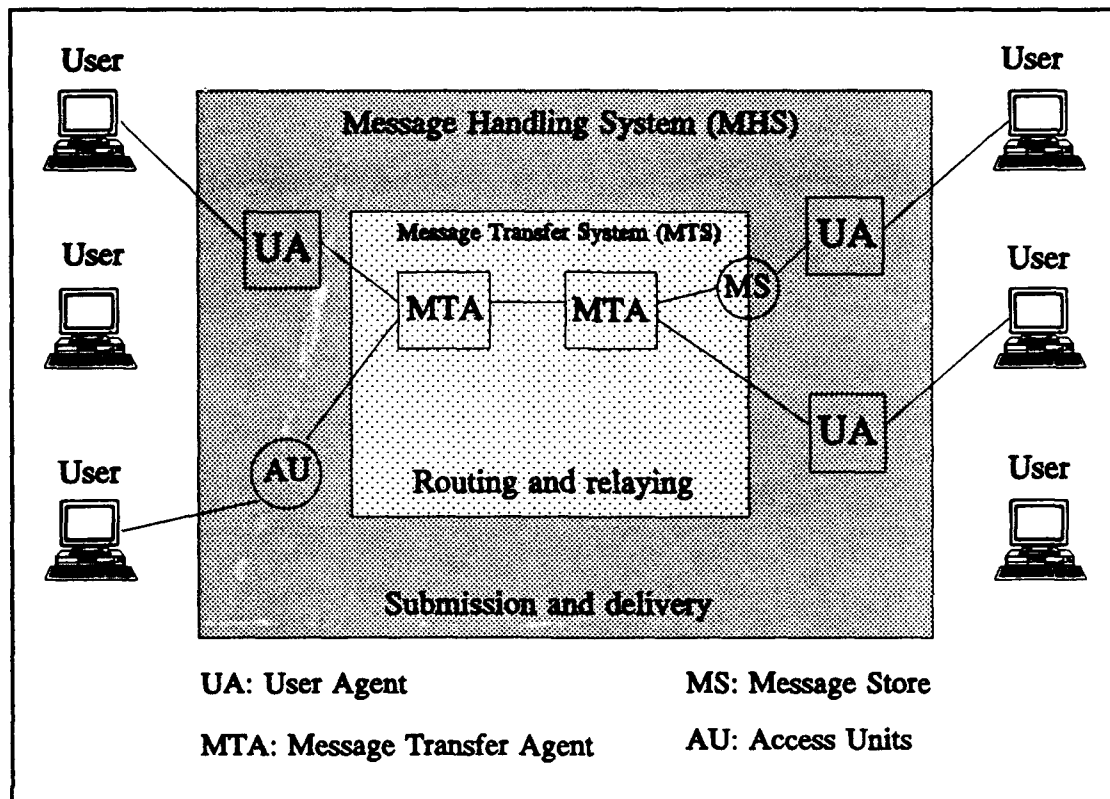 User
User
Message Handling System (MHS)
UA
UA
User
User
Message Transfer System (MTS)
MTA
MTA
MS
UA
User
User
AU
Routing and relaying
Submission and delivery
UA: User Agent
MS: Message Store
MTA: Message Transfer Agent
AU: Access Units